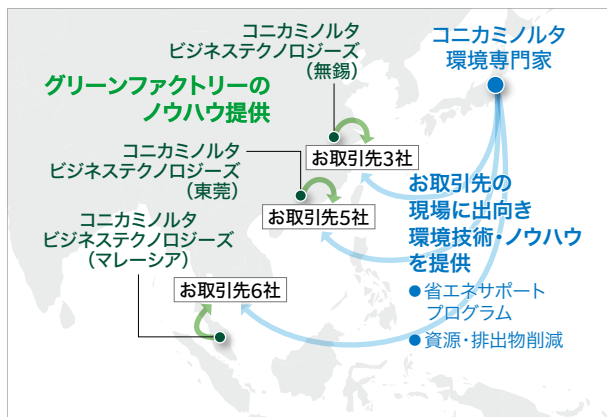 コニカミノルタ
ビジネステクノロジーズ
（無錫）
コニカミノルタ
環境専門家
グリーンファクトリーの
ノウハウ提供
コニカミノルタ
ビジネステクノロジーズ
（東莞）
お取引先3社
お取引先の
現場に出向き
環境技術・ノウハウ
を提供
●省エネサポート
プログラム
●資源・排出物削減
お取引先5社
コニカミノルタ
ビジネステクノロジーズ
（マレーシア）
お取引先6社